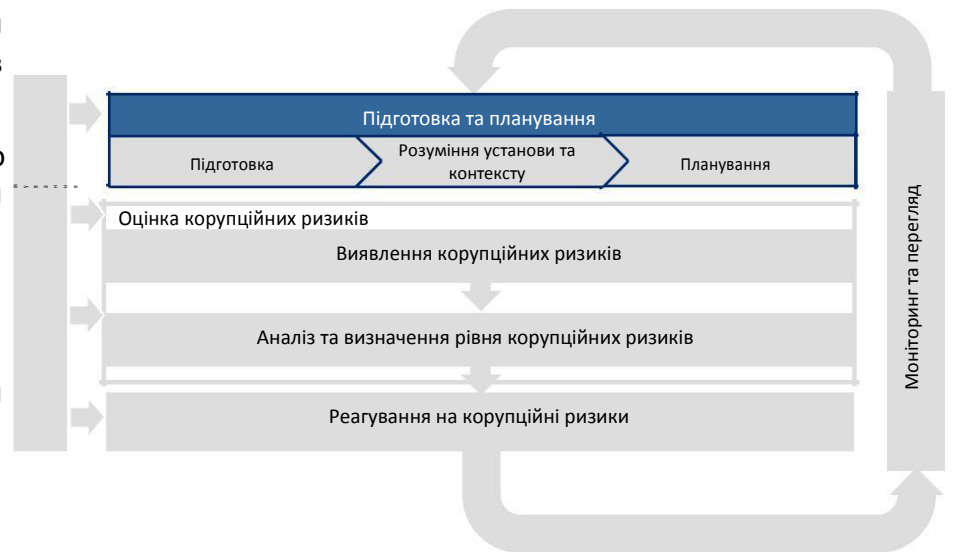 Підготовка та планування
Підготовка
Розуміння установи та
контексту
Планування
Оцінка корупційних ризиків
Виявлення корупційних ризиків
Аналіз та визначення рівня корупційних ризиків
Реагування на корупційні ризики
Моніторинг та перегляд